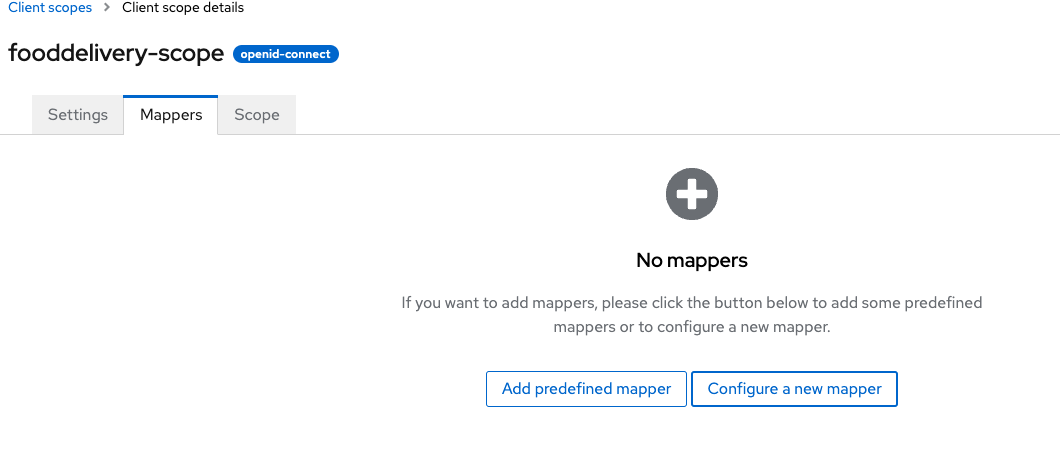 Client scopes > Client scope details
fooddelivery-scope openid-connect
Settings Mappers Scope
No mappers
If you want to add mappers, please click the button below to add some predefined
mappers or to configure a new mapper.
Add predefined mapper Configure a new mapper